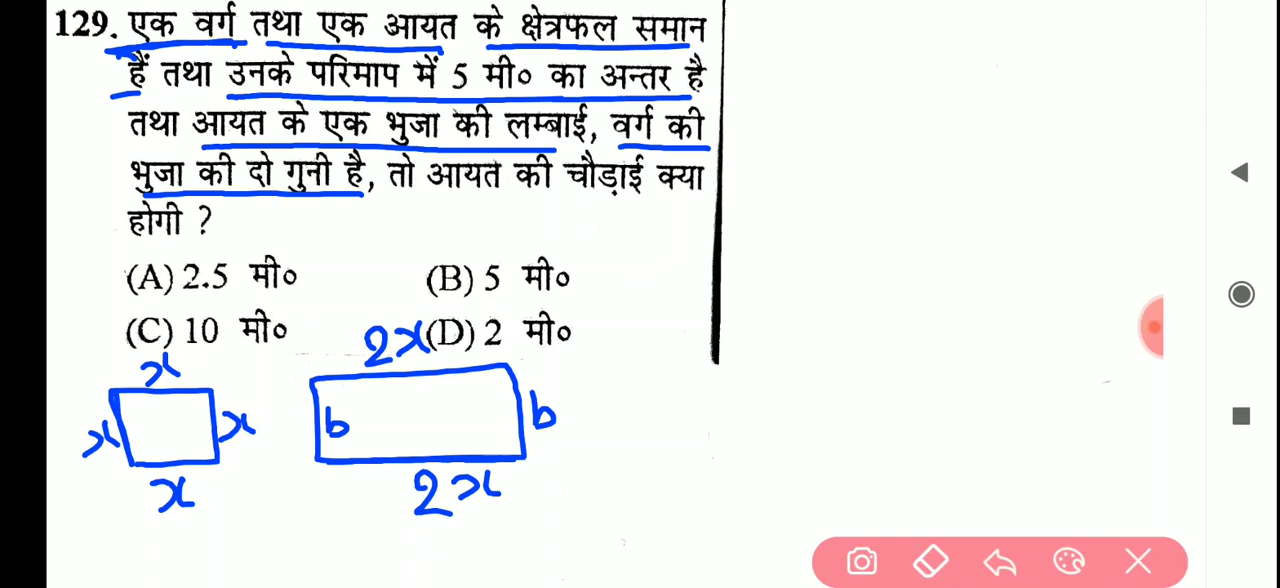 129. एक वर्ग तथा एक आयत के क्षेत्रफल समान
हैं तथा उनके परिमाप में 5 मी० का अन्तर है
तथा आयत के एक भुजा की लम्बाई, वर्ग की
भुजा की दो गुनी है, तो आयत की चौड़ाई क्या
होगी ?
(A) 2.5 मी० (B) 5 मी०
(C) 10 मी० (D) 2 मी०
x 2x
x x b b
x 2x